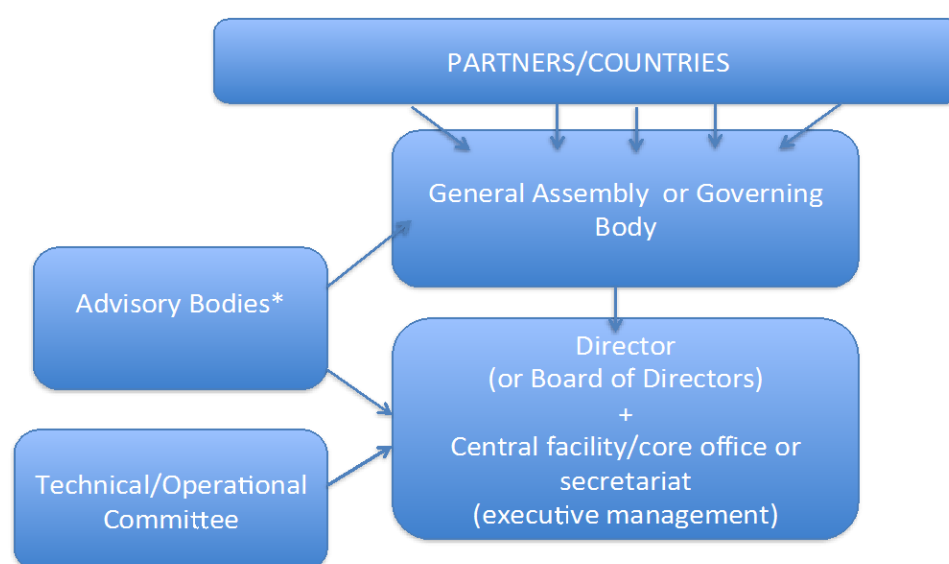 PARTNERS/COUNTRIES
General Assembly or Governing
Body
Advisory Bodies*
Director
(or Board of Directors)
+
Central facility/core office or
secretariat
(executive management)
Technical/Operational
Committee